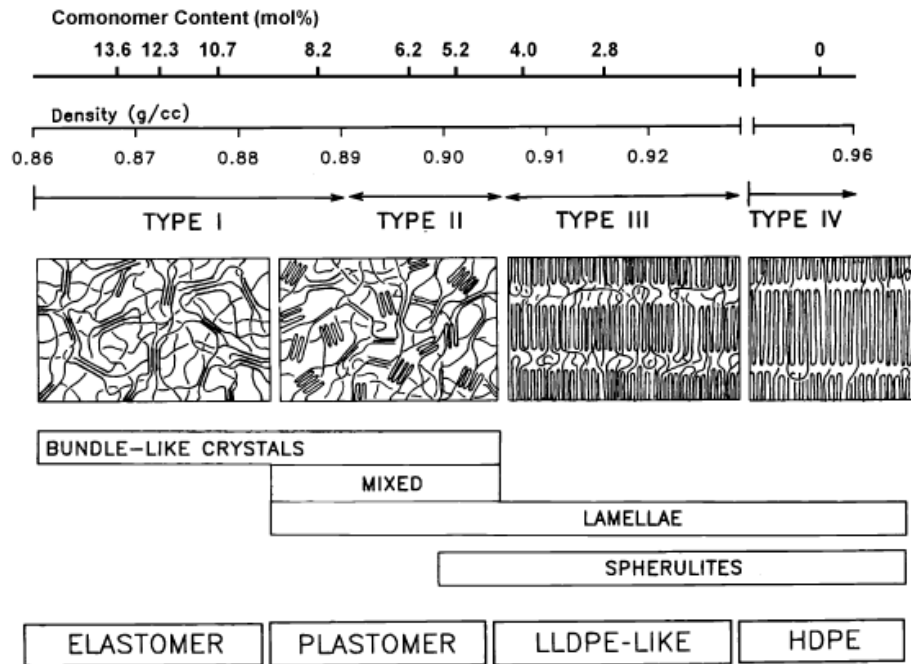 Comonomer Content (mol%)
13.6 12.3 10.7 8.2 6.2 5.2 4.0 2.8 0
Density (g/cc)
0.86 0.87 0.88 0.89 0.90 0.91 0.92 0.96
TYPE I TYPE II TYPE III TYPE IV
BUNDLE-LIKE CRYSTALS
MIXED
LAMELLAE
SPHERULITES
ELASTOMER PLASTOMER LLDPE-LIKE HDPE